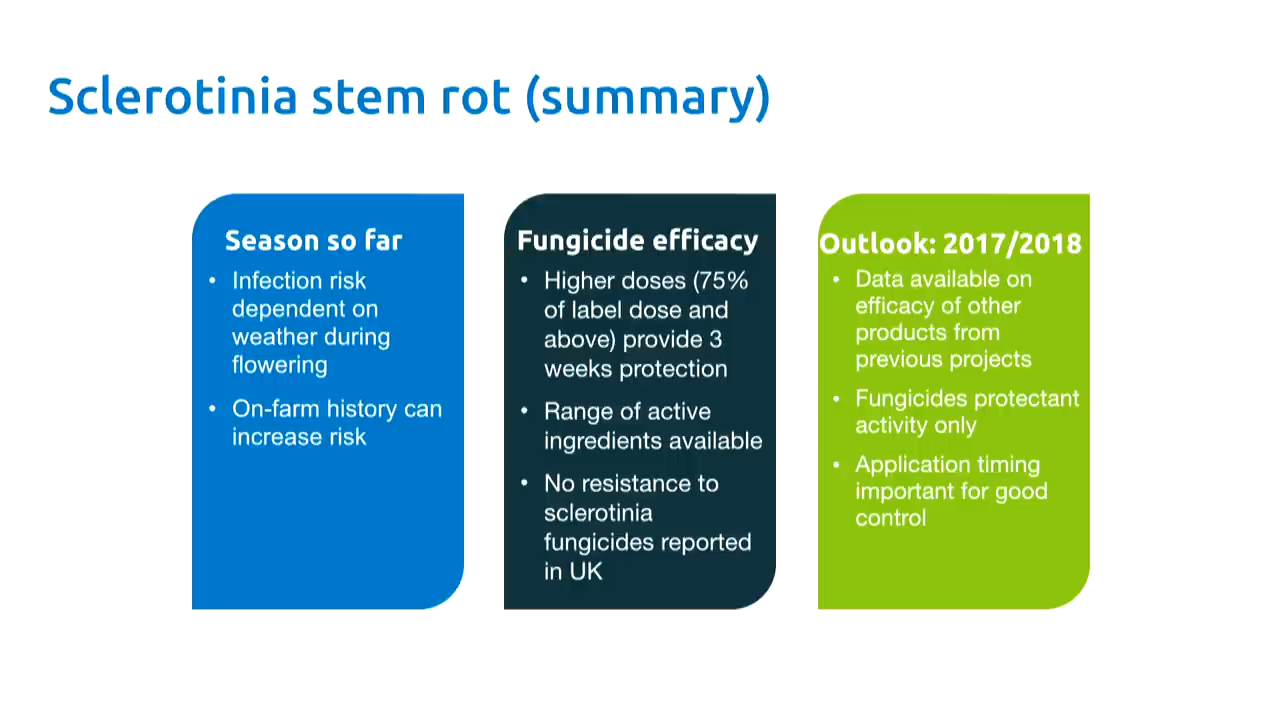 Sclerotinia stem rot (summary)
Season so far
• Infection risk
dependent on
weather during
flowering
• On-farm history can
increase risk
Fungicide efficacy
• Higher doses (75%
of label dose and
above) provide 3
weeks protection
• Range of active
ingredients available
• No resistance to
sclerotinia
fungicides reported
in UK
Outlook: 2017/2018
• Data available on
efficacy of other
products from
previous projects
• Fungicides protectant
activity only
• Application timing
important for good
control